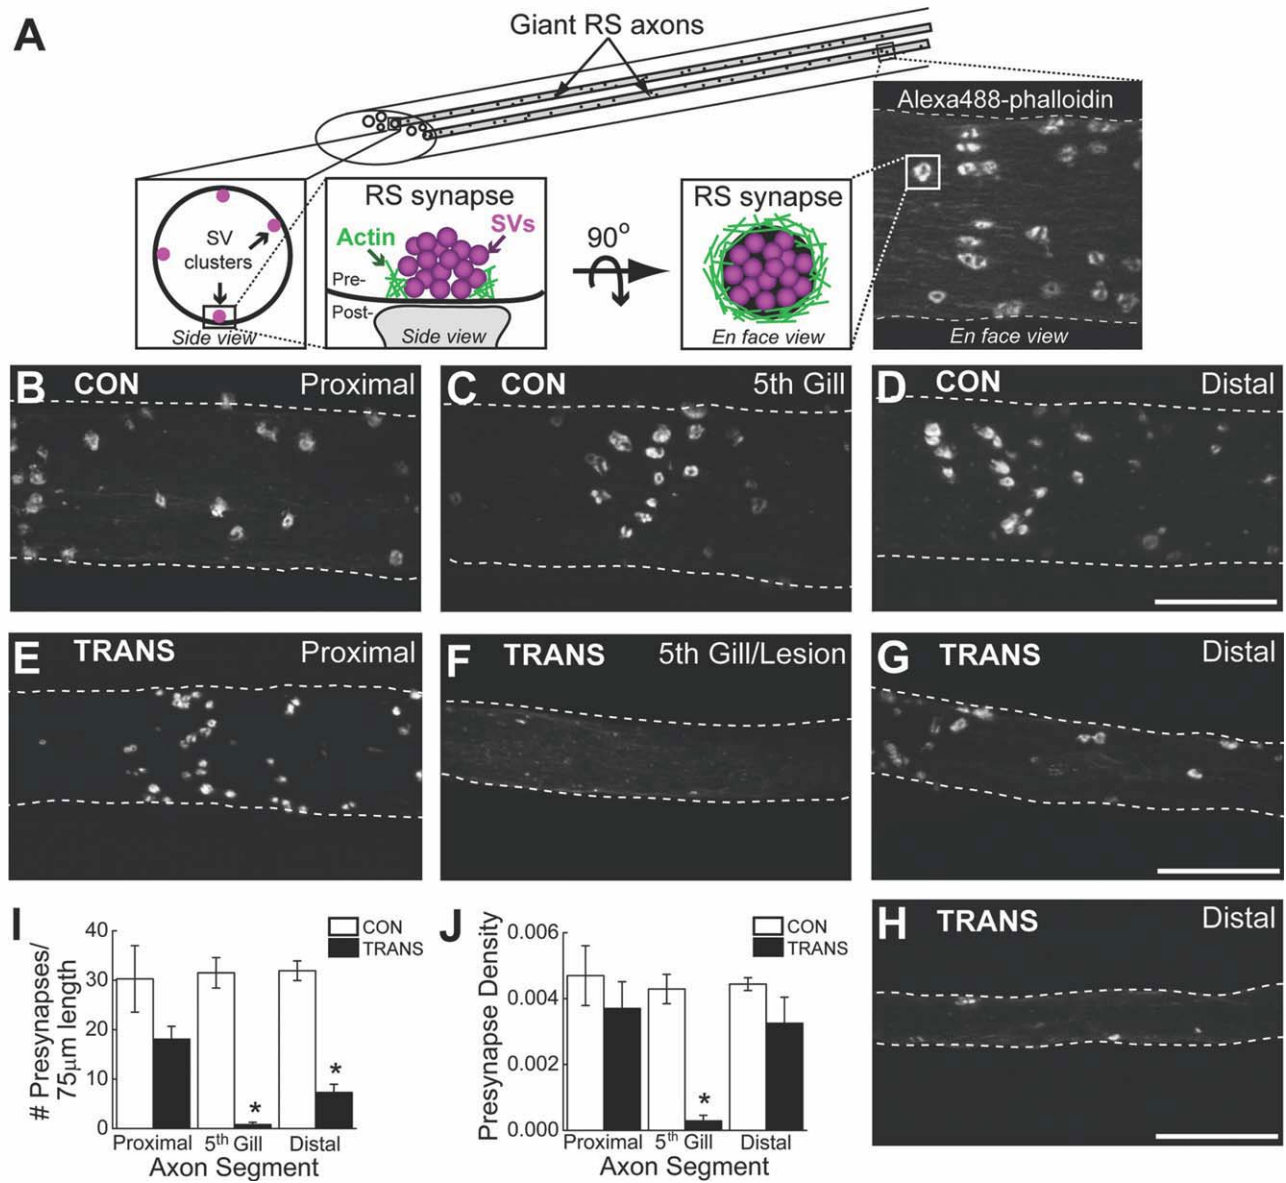 A
Giant RS axons
Alexa488-phalloidin
En face view
SV
clusters
Side view
RS synapse
Actin
SVs
Pre-
Post-
Side view
90°
RS synapse
En face view
B CON Proximal
C CON 5th Gill
D CON Distal
E TRANS Proximal
F TRANS 5th Gill/Lesion
G TRANS Distal
H TRANS Distal
I
CON
TRANS
# Presynapses/
75μm length
40
30
20
10
0
Proximal 5th Gill Distal
Axon Segment
*
*
J
CON
TRANS
Presynapse Density
0.006
0.004
0.002
0.000
Proximal 5th Gill Distal
Axon Segment
*